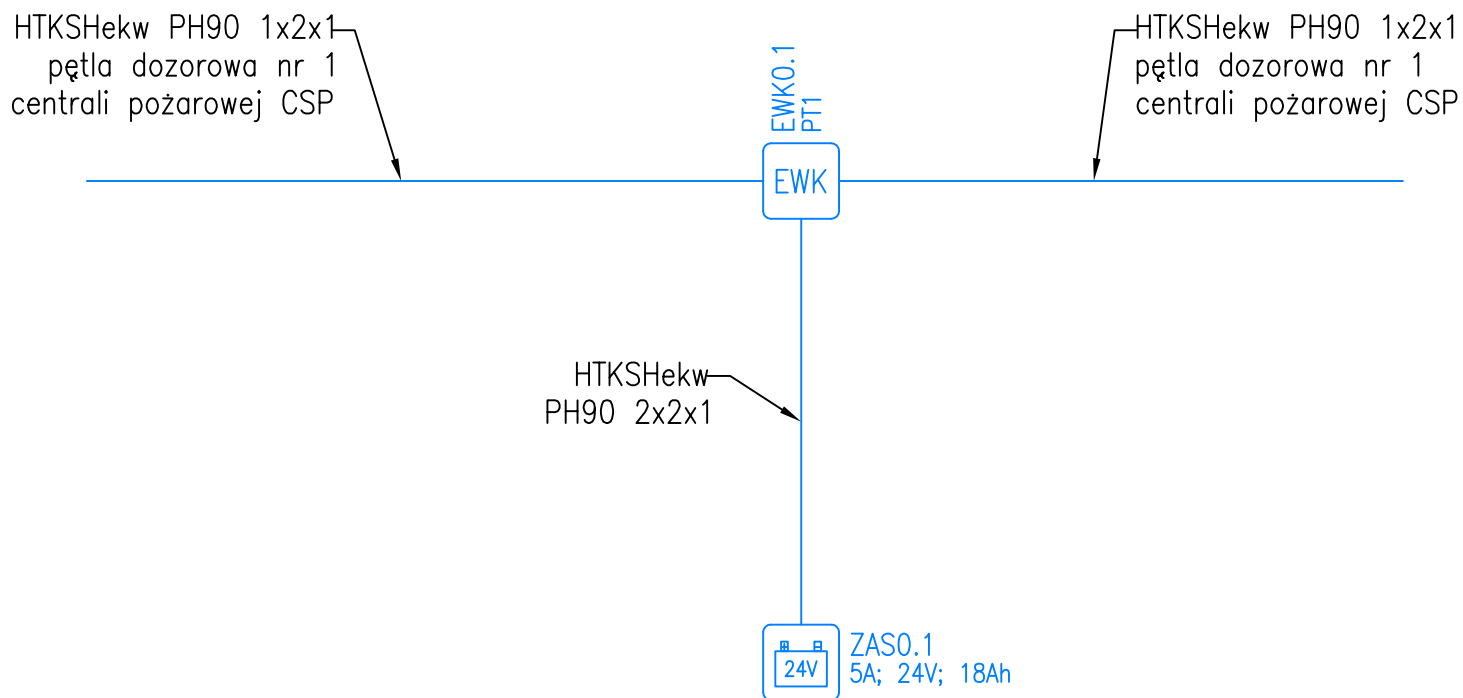 HTKSHekw PH90 1x2x1
pętla dozorowa nr 1
centrali pożarowej CSP
EWK0.1
PT1
HTKSHekw PH90 1x2x1
pętla dozorowa nr 1
centrali pożarowej CSP
EWK
HTKSHekw
PH90 2x2x1
24V
ZAS0.1
5A; 24V; 18Ah